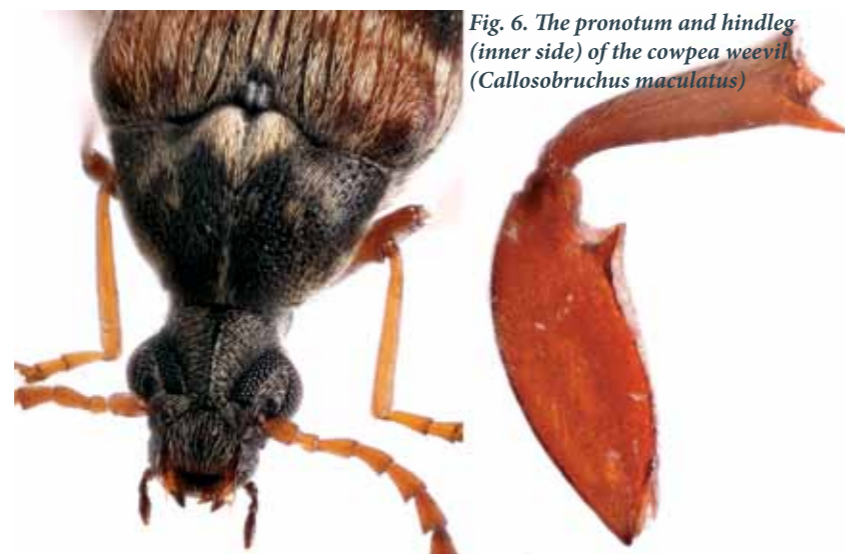 Fig. 6. The pronotum and hindleg
(inner side) of the cowpea weevil
(Callosobruchus maculatus)